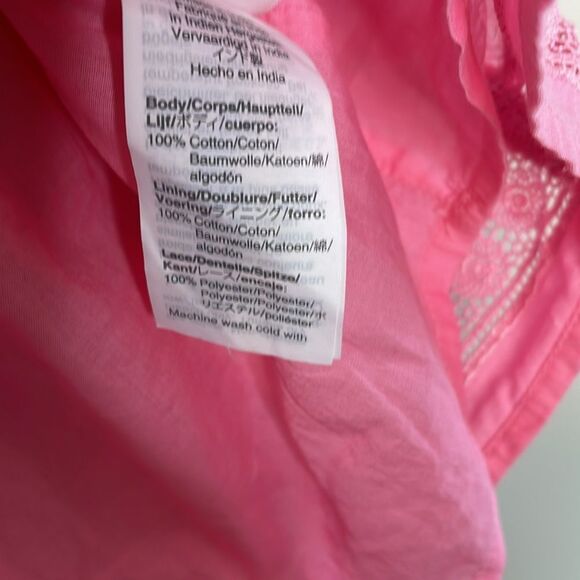 in Indien Hergestellt
Vervaardigd in India
インド製
Hecho en India
Body/Corps/Hauptteil/
Lijf/ボディ/cuerpo:
100% Cotton/Coton/
Baumwolle/Katoen/綿/
algodón
Lining/Doublure/Futter/
Voering/ライニング/forro:
100% Cotton/Coton/
Baumwolle/Katoen/綿/
algodón
Lace/Dentelle/Spitze/
Kant/レース/encaje:
100% Polyester/Polyester/
Polyester/Polyester/ポ
リエステル/poliéster
Machine wash cold with